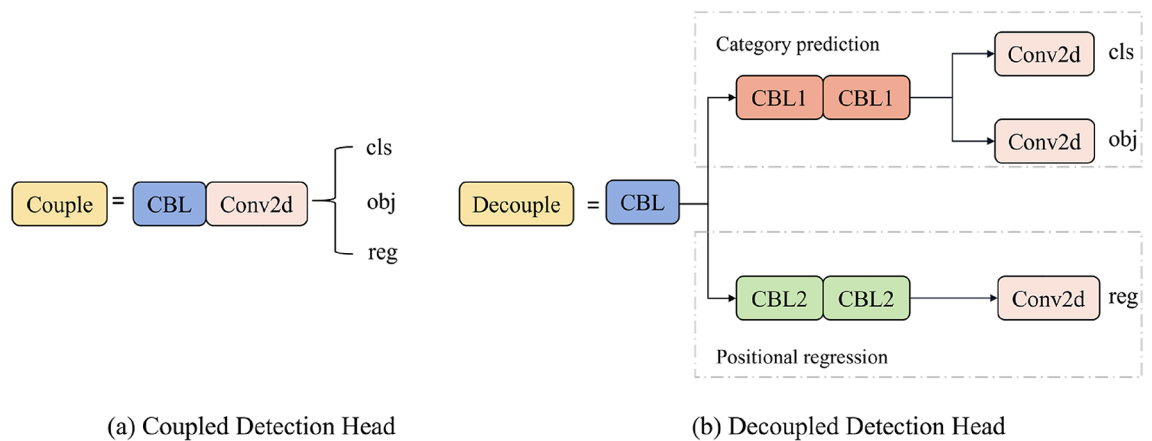 Couple = CBL Conv2d
cls
obj
reg
(a) Coupled Detection Head
Decouple = CBL
Category prediction
CBL1 CBL1
Conv2d cls
Conv2d obj
CBL2 CBL2 Conv2d reg
Positional regression
(b) Decoupled Detection Head